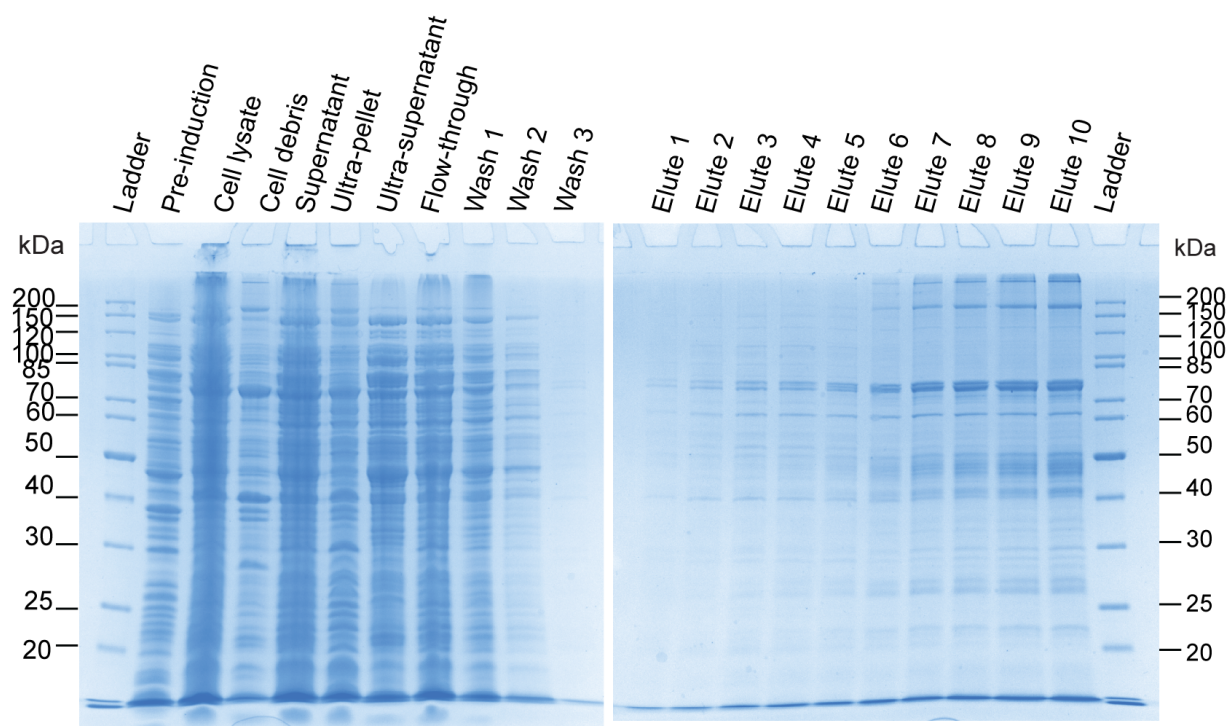 Ladder
Pre-induction
Cell lysate
Cell debris
Supernatant
Ultra-pellet
Ultra-supernatant
Flow-through
Wash 1
Wash 2
Wash 3
Elute 1
Elute 2
Elute 3
Elute 4
Elute 5
Elute 6
Elute 7
Elute 8
Elute 9
Elute 10
Ladder
kDa
200
150
120
100
85
70
60
50
40
30
25
20
kDa
200
150
120
100
85
70
60
50
40
30
25
20